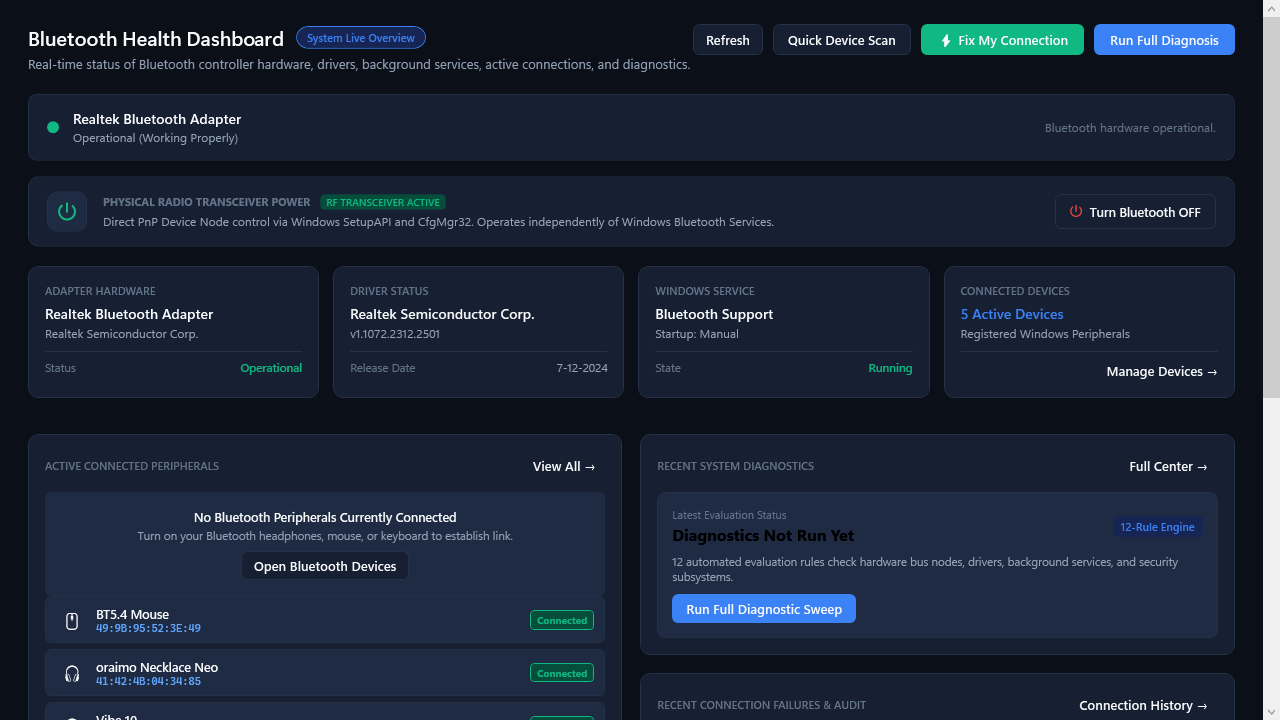 Bluetooth Health Dashboard
System Live Overview
Refresh
Quick Device Scan
Fix My Connection
Run Full Diagnosis
Real-time status of Bluetooth controller hardware, drivers, background services, active connections, and diagnostics.
Realtek Bluetooth Adapter
Operational (Working Properly)
Bluetooth hardware operational.
PHYSICAL RADIO TRANSCEIVER POWER
RF TRANSCEIVER ACTIVE
Direct PnP Device Node control via Windows SetupAPI and CfgMgr32. Operates independently of Windows Bluetooth Services.
Turn Bluetooth OFF
ADAPTER HARDWARE
Realtek Bluetooth Adapter
Realtek Semiconductor Corp.
Status
Operational
DRIVER STATUS
Realtek Semiconductor Corp.
v1.1072.2312.2501
Release Date
7-12-2024
WINDOWS SERVICE
Bluetooth Support
Startup: Manual
State
Running
CONNECTED DEVICES
5 Active Devices
Registered Windows Peripherals
Manage Devices →
ACTIVE CONNECTED PERIPHERALS
View All →
No Bluetooth Peripherals Currently Connected
Turn on your Bluetooth headphones, mouse, or keyboard to establish link.
Open Bluetooth Devices
BT5.4 Mouse
49:9B:95:52:3E:49
Connected
oraimo Necklace Neo
41:42:4B:04:34:85
Connected
Vibe 10
RECENT SYSTEM DIAGNOSTICS
Full Center →
Latest Evaluation Status
Diagnostics Not Run Yet
12-Rule Engine
12 automated evaluation rules check hardware bus nodes, drivers, background services, and security
subsystems.
Run Full Diagnostic Sweep
RECENT CONNECTION FAILURES & AUDIT
Connection History →